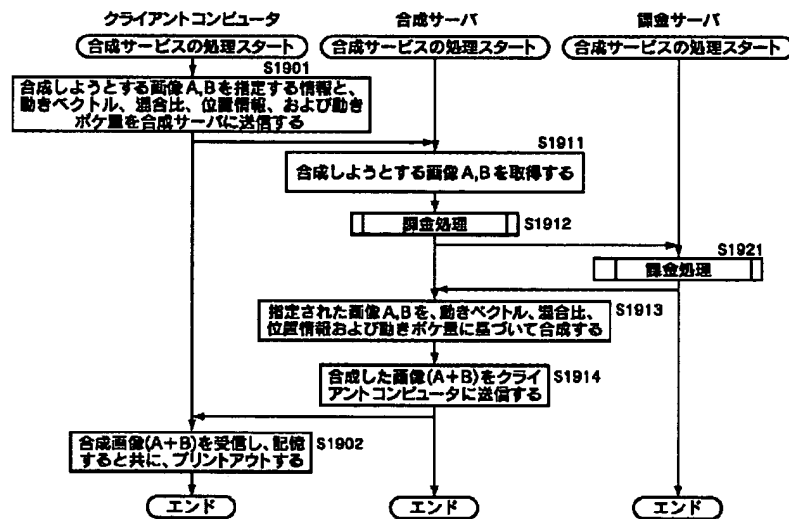 クライアントコンピュータ
合成サーバ
課金サーバ
合成サービスの処理スタート
合成サービスの処理スタート
合成サービスの処理スタート
S1901
合成しようとする画像A,Bを指定する情報と、
動きベクトル、混合比、位置情報、および動き
ボケ量を合成サーバに送信する
S1911
合成しようとする画像A,Bを取得する
課金処理
S1912
S1921
課金処理
指定された画像A,Bを、動きベクトル、混合比、
位置情報および動きボケ量に基づいて合成する
S1913
合成した画像(A+B)をクライ
アントコンピュータに送信する
S1914
合成画像(A+B)を受信し、記憶
すると共に、プリントアウトする
S1902
エンド
エンド
エンド